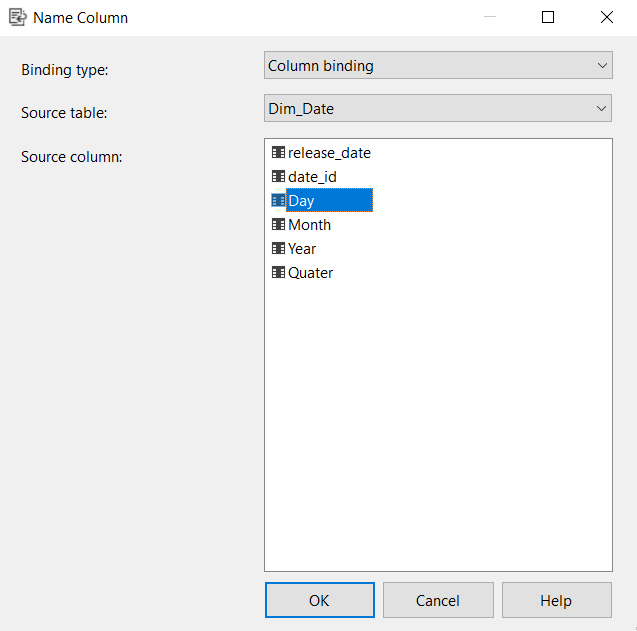 Name Column
Binding type:
Column binding
Source table:
Dim_Date
Source column:
release_date
date_id
Day
Month
Year
Quater
OK
Cancel
Help